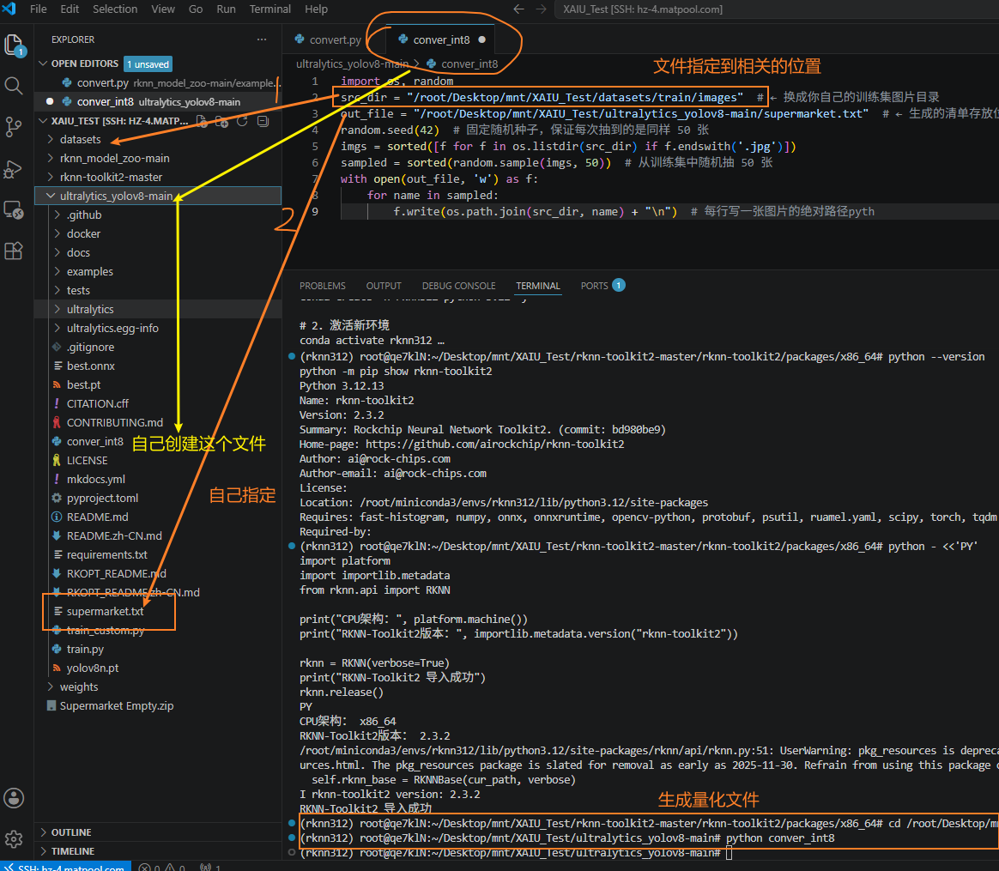 File Edit Selection View Go Run Terminal Help
XAIU_Test [SSH: hz-4.matpool.com]
EXPLORER
OPEN EDITORS 1 unsaved
convert.py rknn_model_zoo-main/example...
conver_int8 ultralytics_yolov8-main
XAIU_TEST [SSH: HZ-4.MATP...
datasets
rknn_model_zoo-main
rknn-toolkit2-master
ultralytics_yolov8-main
.github
docker
docs
examples
tests
ultralytics
ultralytics.egg-info
.gitignore
best.onnx
best.pt
CITATION.cff
CONTRIBUTING.md
conver_int8
自己创建这个文件
LICENSE
mkdocs.yml
pyproject.toml
自己指定
README.md
README.zh-CN.md
requirements.txt
RKOPT_README.md
RKOPT_README.zh-CN.md
supermarket.txt
train_custom.py
train.py
yolov8n.pt
weights
Supermarket Empty.zip
OUTLINE
TIMELINE
SSH: hz-4.matpool.com 0 0 1
1
2
convert.py
conver_int8
ultralytics_yolov8-main > conver_int8
文件指定到相关的位置
1 import os, random
2 src_dir = "/root/Desktop/mnt/XAIU_Test/datasets/train/images" # ← 换成你自己的训练集图片目录
3 out_file = "/root/Desktop/mnt/XAIU_Test/ultralytics_yolov8-main/supermarket.txt" # ← 生成的清单存放位
4 random.seed(42) # 固定随机种子，保证每次抽到的是同样 50 张
5 imgs = sorted([f for f in os.listdir(src_dir) if f.endswith('.jpg')])
6 sampled = sorted(random.sample(imgs, 50)) # 从训练集中随机抽 50 张
7 with open(out_file, 'w') as f:
8 for name in sampled:
9 f.write(os.path.join(src_dir, name) + "\n") # 每行写一张图片的绝对路径pyth
PROBLEMS OUTPUT DEBUG CONSOLE TERMINAL PORTS 1
# 2. 激活新环境
conda activate rknn312 …
(rknn312) root@qe7klN:~/Desktop/mnt/XAIU_Test/rknn-toolkit2-master/rknn-toolkit2/packages/x86_64# python --version
python -m pip show rknn-toolkit2
Python 3.12.13
Name: rknn-toolkit2
Version: 2.3.2
Summary: Rockchip Neural Network Toolkit2. (commit: bd980be9)
Home-page: https://github.com/airockchip/rknn-toolkit2
Author: ai@rock-chips.com
Author-email: ai@rock-chips.com
License:
Location: /root/miniconda3/envs/rknn312/lib/python3.12/site-packages
Requires: fast-histogram, numpy, onnx, onnxruntime, opencv-python, protobuf, psutil, ruamel.yaml, scipy, torch, tqdm
Required-by:
(rknn312) root@qe7klN:~/Desktop/mnt/XAIU_Test/rknn-toolkit2-master/rknn-toolkit2/packages/x86_64# python - <<'PY'
import platform
import importlib.metadata
from rknn.api import RKNN
print("CPU架构：", platform.machine())
print("RKNN-Toolkit2版本：", importlib.metadata.version("rknn-toolkit2"))
rknn = RKNN(verbose=True)
print("RKNN-Toolkit2 导入成功")
rknn.release()
PY
CPU架构： x86_64
RKNN-Toolkit2版本： 2.3.2
/root/miniconda3/envs/rknn312/lib/python3.12/site-packages/rknn/api/rknn.py:51: UserWarning: pkg_resources is depreca
urces.html. The pkg_resources package is slated for removal as early as 2025-11-30. Refrain from using this package o
self.rknn_base = RKNNBase(cur_path, verbose)
I rknn-toolkit2 version: 2.3.2
RKNN-Toolkit2 导入成功
生成量化文件
(rknn312) root@qe7klN:~/Desktop/mnt/XAIU_Test/rknn-toolkit2-master/rknn-toolkit2/packages/x86_64# cd /root/Desktop/mn
(rknn312) root@qe7klN:~/Desktop/mnt/XAIU_Test/ultralytics_yolov8-main# python conver_int8
(rknn312) root@qe7klN:~/Desktop/mnt/XAIU_Test/ultralytics_yolov8-main#